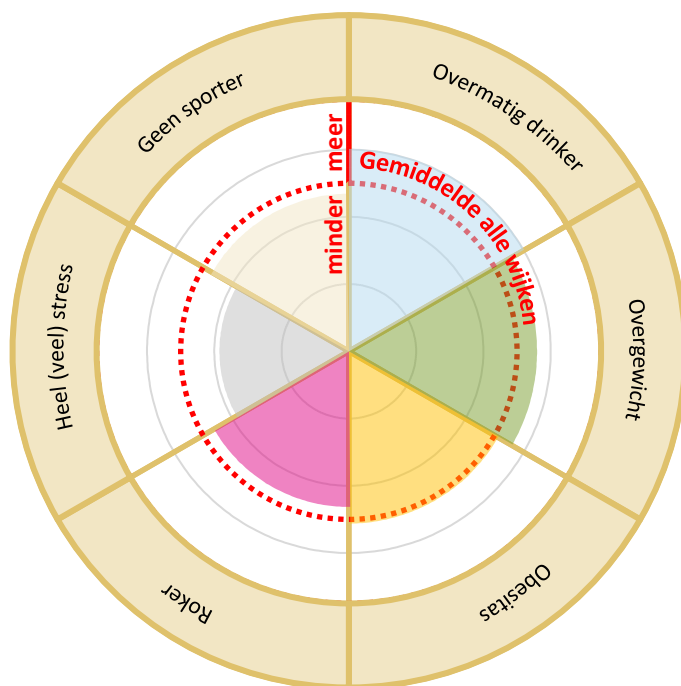 Geen sporter
Overmatig drinker
meer
Gemiddelde alle wijken
minder
Heel (veel) stress
Overgewicht
Roker
Obesitas